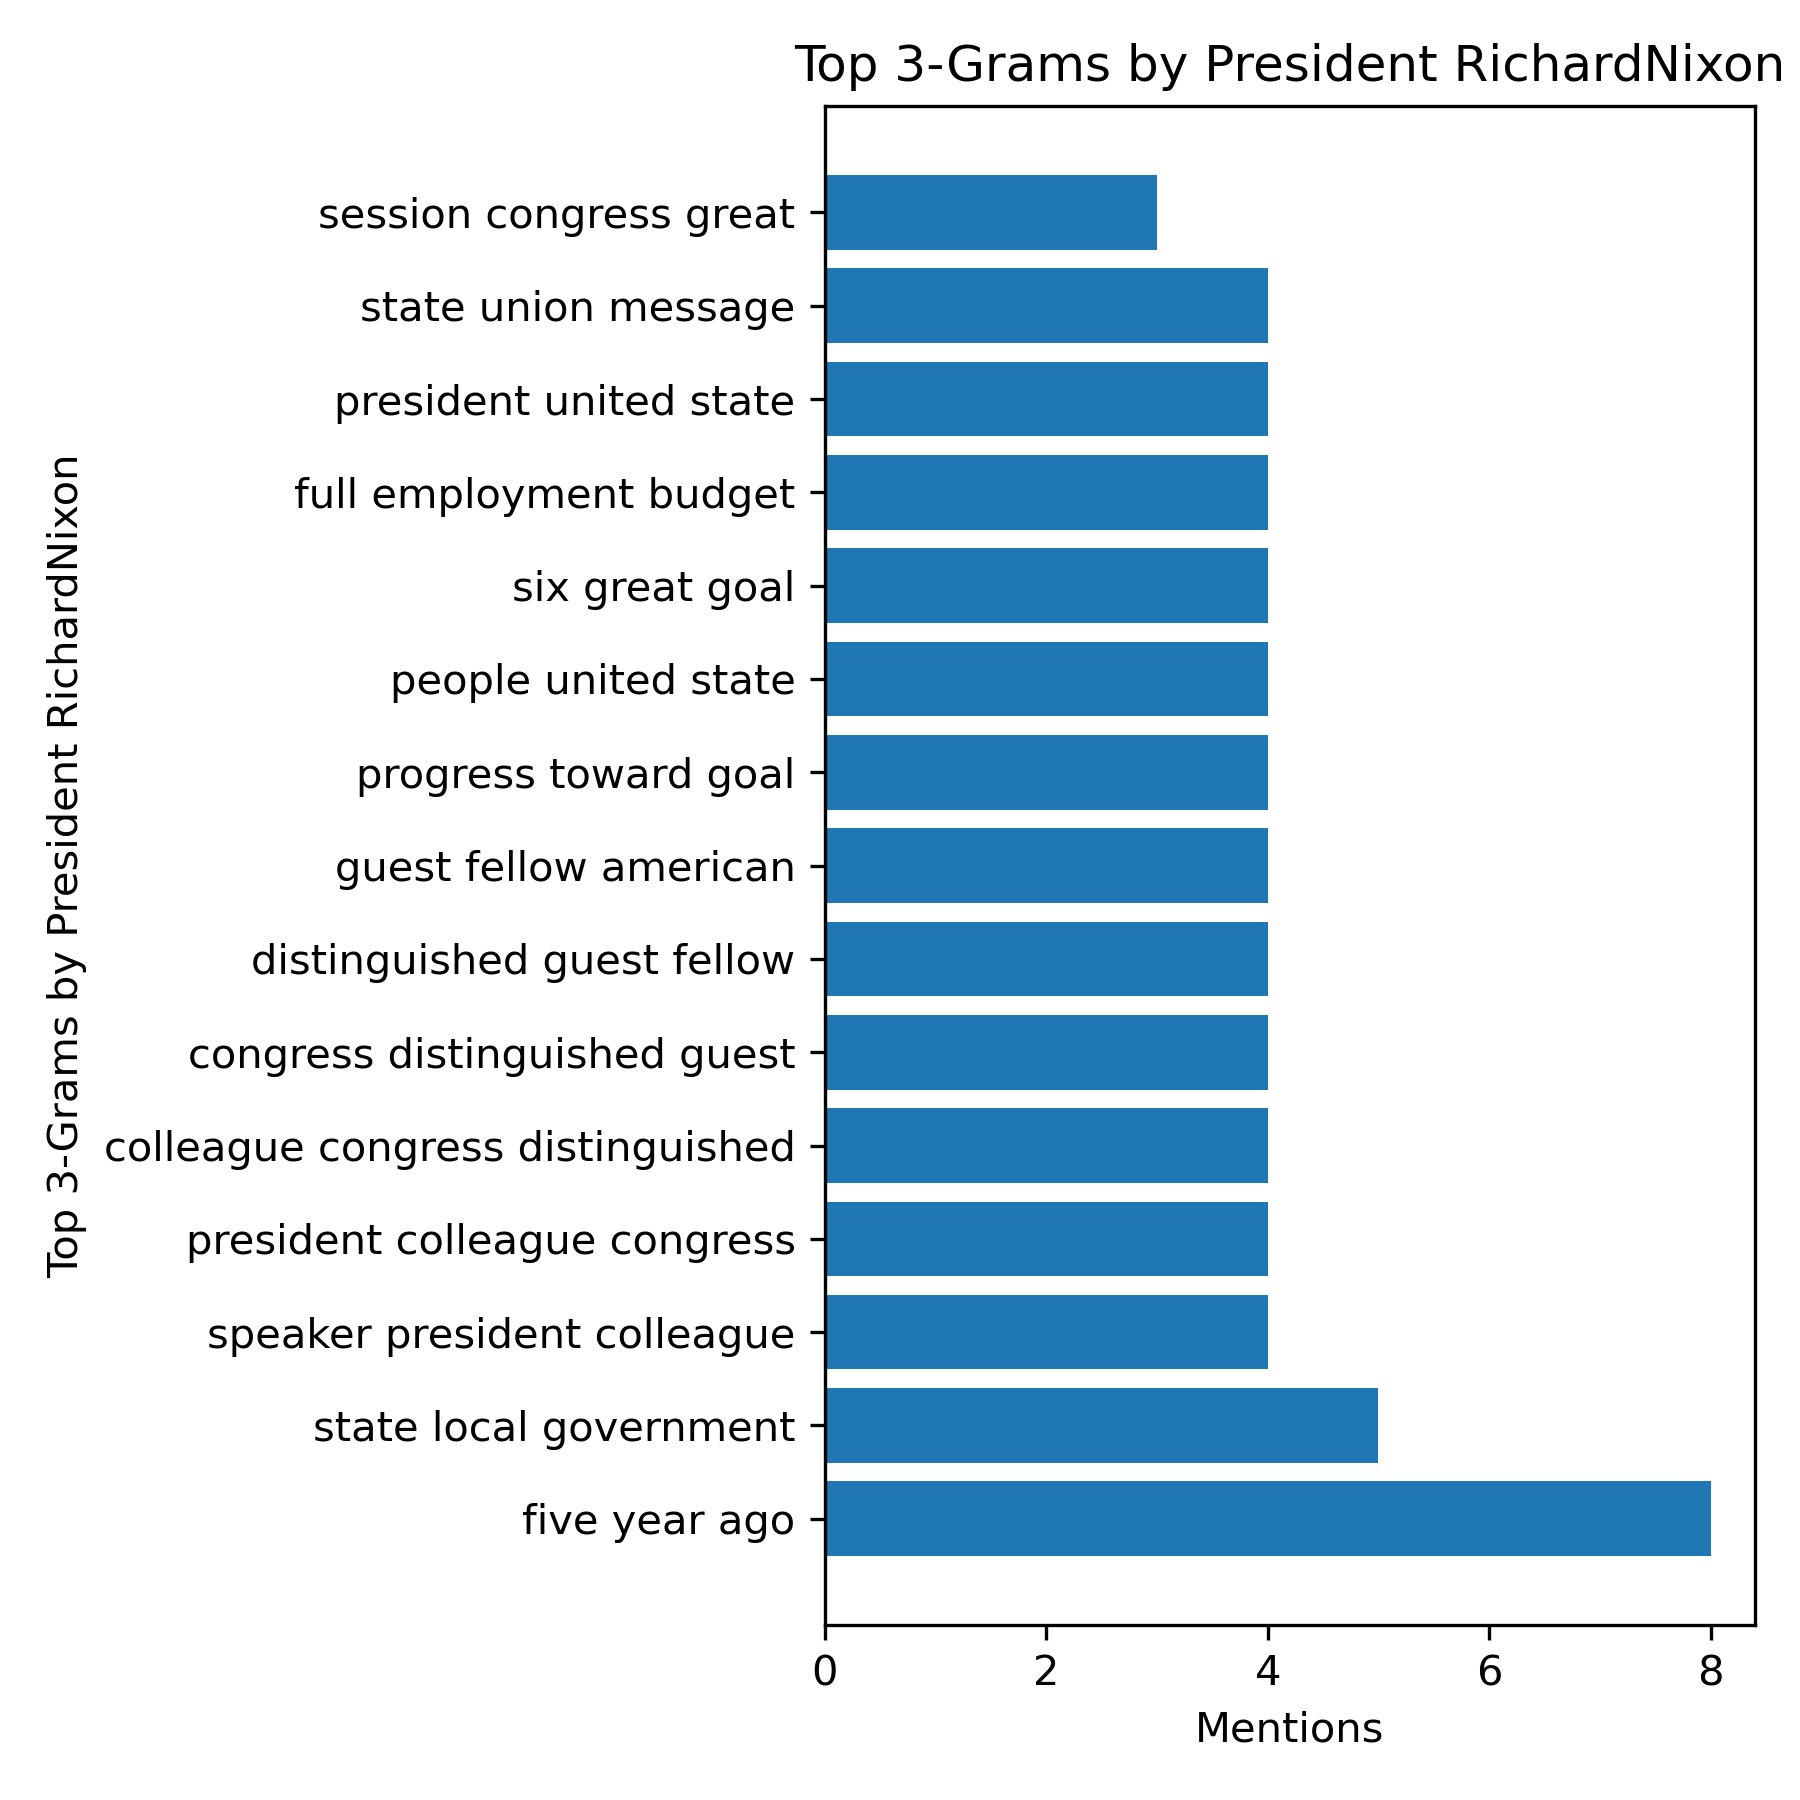 Top 3-Grams by President RichardNixon
Top 3-Grams by President RichardNixon
session congress great
state union message
president united state
full employment budget
six great goal
people united state
progress toward goal
guest fellow american
distinguished guest fellow
congress distinguished guest
colleague congress distinguished
president colleague congress
speaker president colleague
state local government
five year ago
0 2 4 6 8
Mentions